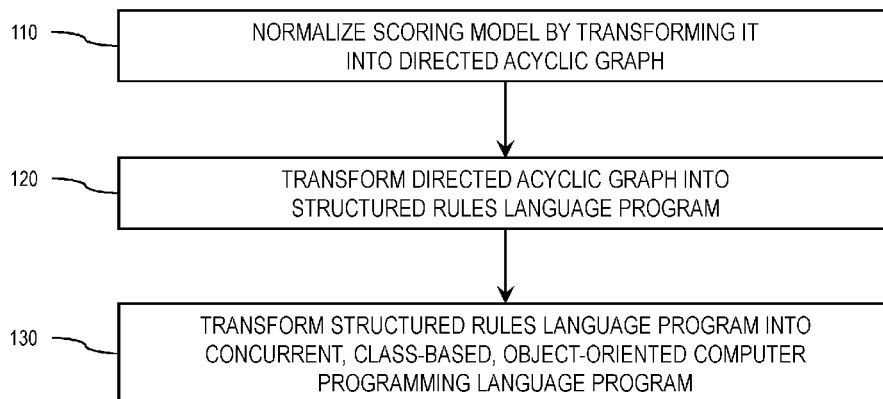 110
NORMALIZE SCORING MODEL BY TRANSFORMING IT
INTO DIRECTED ACYCLIC GRAPH
120
TRANSFORM DIRECTED ACYCLIC GRAPH INTO
STRUCTURED RULES LANGUAGE PROGRAM
130
TRANSFORM STRUCTURED RULES LANGUAGE PROGRAM INTO
CONCURRENT, CLASS-BASED, OBJECT-ORIENTED COMPUTER
PROGRAMMING LANGUAGE PROGRAM